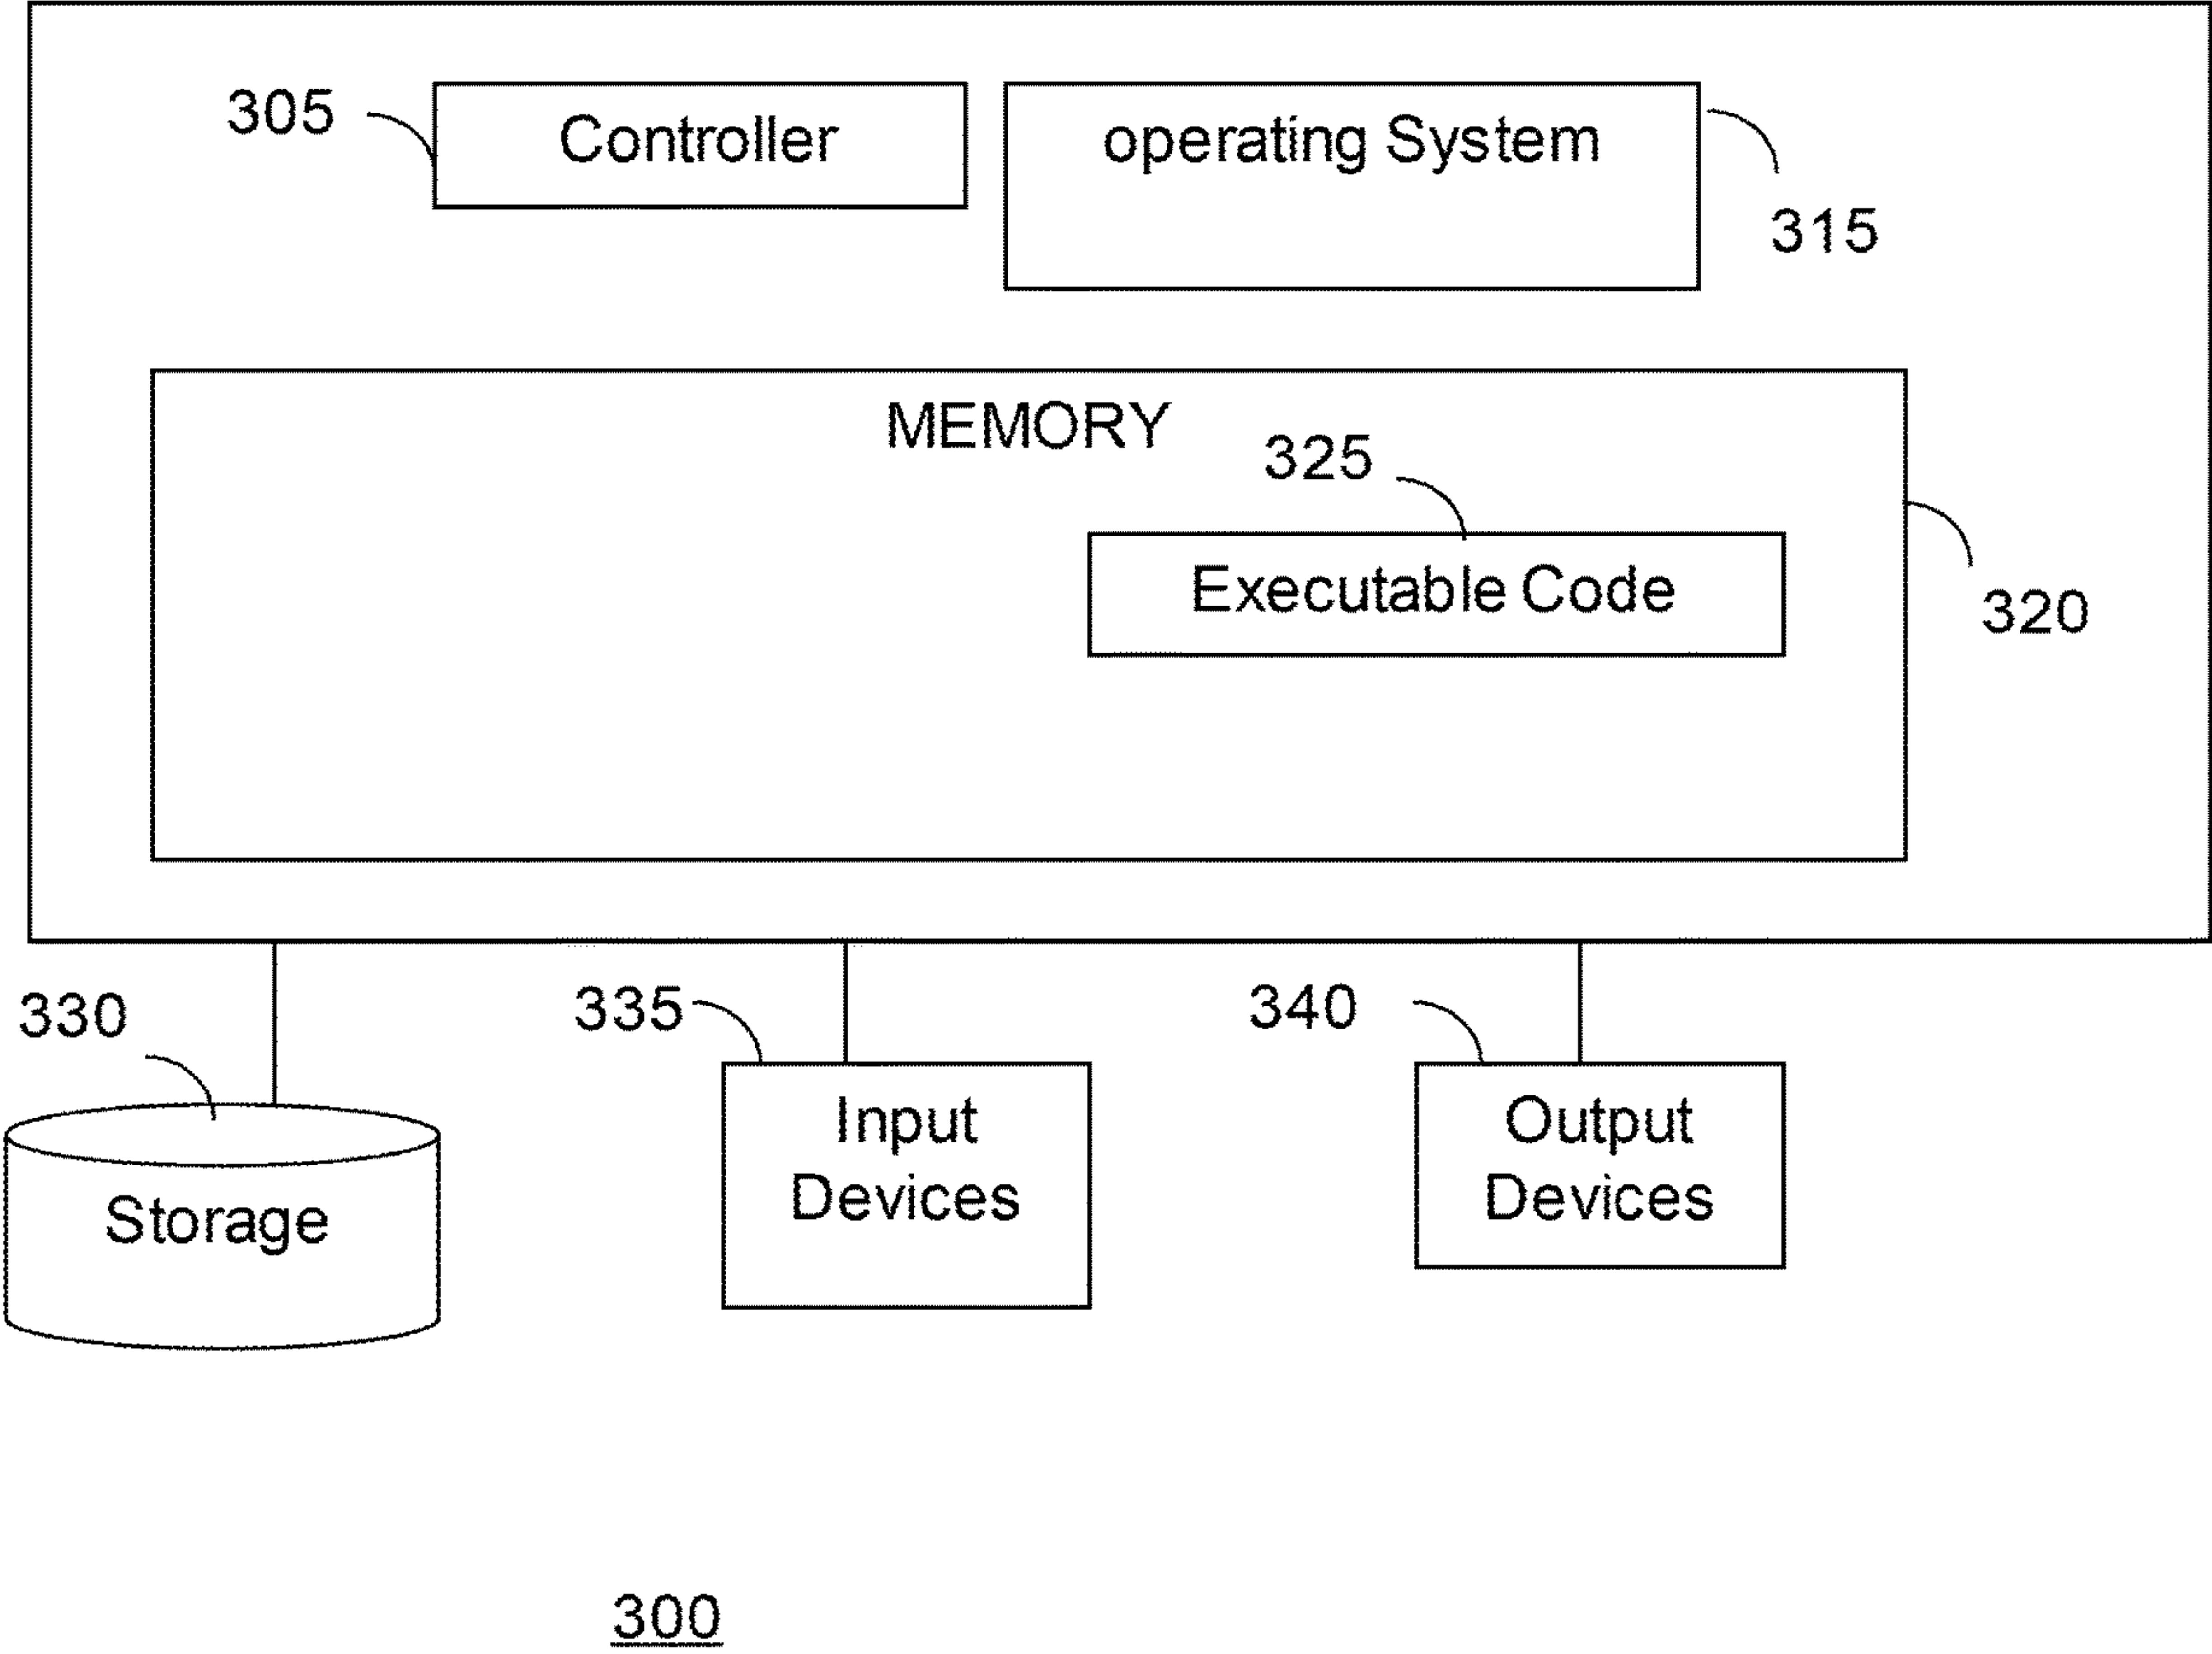 305
Controller
operating System
315
MEMORY
325
Executable Code
320
330
335
340
Input
Devices
Output
Devices
Storage
300